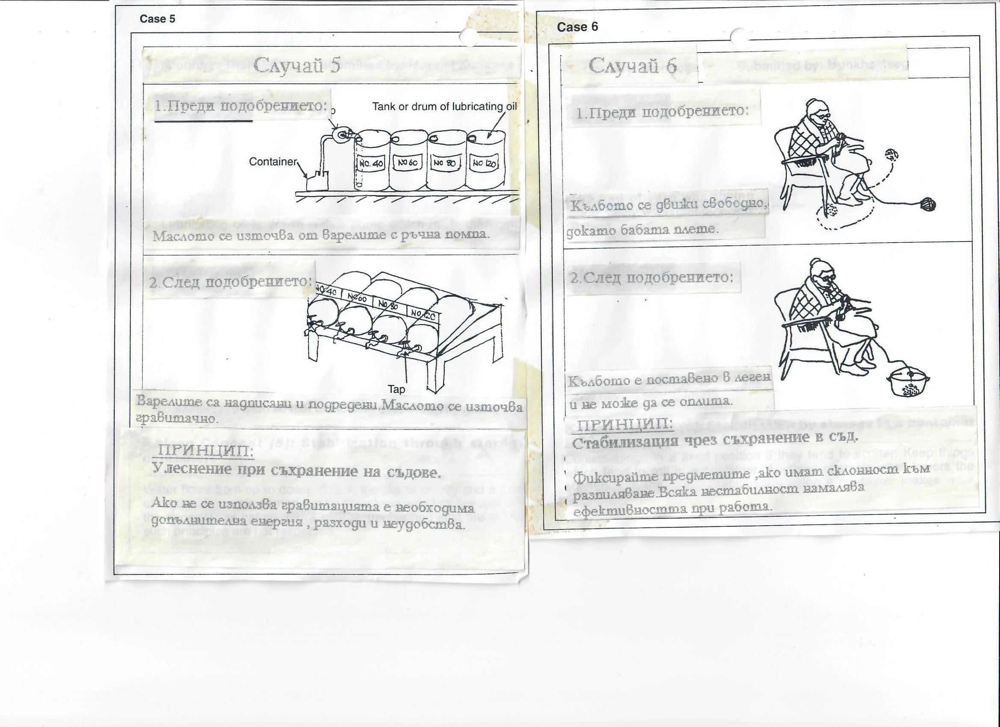 Case 5
Случай 5
1.Преди подобрението:
Tank or drum of lubricating oil
Container
NO. 40
NO 60
NO 80
NO 120
Маслото се източва от варелите с ръчна помпа.
2.След подобрението:
NO 40
NO 60
NO 80
NO 120
Tap
Варелите са надписани и подредени.Маслото се източва
гравитачно.
ПРИНЦИП:
Улеснение при съхранение на съдове.
Ако не се използва гравитацията е необходима
допълнителна енергия , разходи и неудобства.
Case 6
Случай 6
Submitted by: Munkh
1.Преди подобрението:
Кълбото се движи свободно,
докато бабата плете.
2.След подобрението:
Кълбото е поставено в леген
и не може да се оплита.
ПРИНЦИП:
Стабилизация чрез съхранение в съд.
Фиксирайте предметите ,ако имат склонност към
разпиляване.Всяка нестабилност намалява
ефективността при работа.